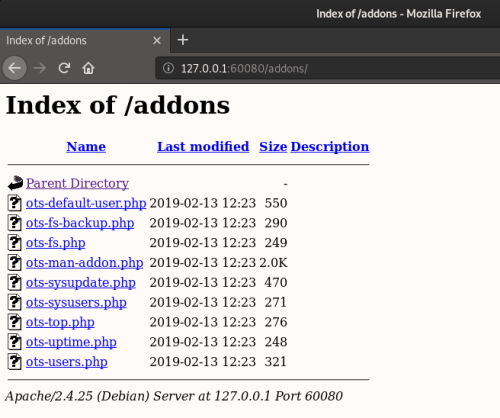 Index of /addons - Mozilla Firefox
Index of /addons
127.0.0.1:60080/addons/
Index of /addons
Name Last modified Size Description
Parent Directory -
ots-default-user.php 2019-02-13 12:23 550
ots-fs-backup.php 2019-02-13 12:23 290
ots-fs.php 2019-02-13 12:23 249
ots-man-addon.php 2019-02-13 12:23 2.0K
ots-sysupdate.php 2019-02-13 12:23 470
ots-sysusers.php 2019-02-13 12:23 271
ots-top.php 2019-02-13 12:23 276
ots-uptime.php 2019-02-13 12:23 248
ots-users.php 2019-02-13 12:23 321
Apache/2.4.25 (Debian) Server at 127.0.0.1 Port 60080